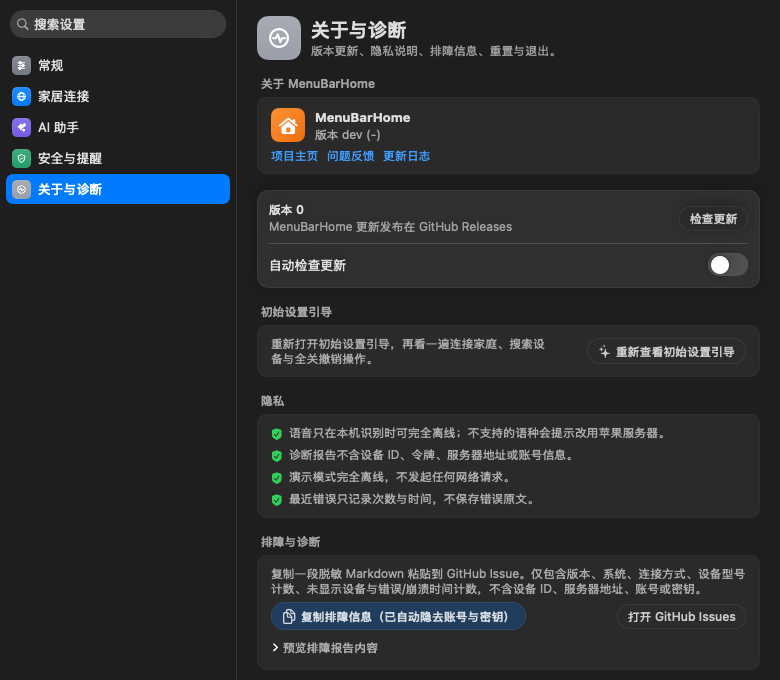 搜索设置
常规
家居连接
AI 助手
安全与提醒
关于与诊断
关于与诊断
版本更新、隐私说明、排障信息、重置与退出。
关于 MenuBarHome
MenuBarHome
版本 dev (-)
项目主页 问题反馈 更新日志
版本 0
MenuBarHome 更新发布在 GitHub Releases
检查更新
自动检查更新
初始设置引导
重新打开初始设置引导，再看一遍连接家庭、搜索设
备与全关撤销操作。
重新查看初始设置引导
隐私
语音只在本机识别时可完全离线；不支持的语种会提示改用苹果服务器。
诊断报告不含设备 ID、令牌、服务器地址或账号信息。
演示模式完全离线，不发起任何网络请求。
最近错误只记录次数与时间，不保存错误原文。
排障与诊断
复制一段脱敏 Markdown 粘贴到 GitHub Issue。仅包含版本、系统、连接方式、设备型号
计数、未显示设备与错误/崩溃时间计数，不含设备 ID、服务器地址、账号或密钥。
复制排障信息（已自动隐去账号与密钥）
打开 GitHub Issues
预览排障报告内容